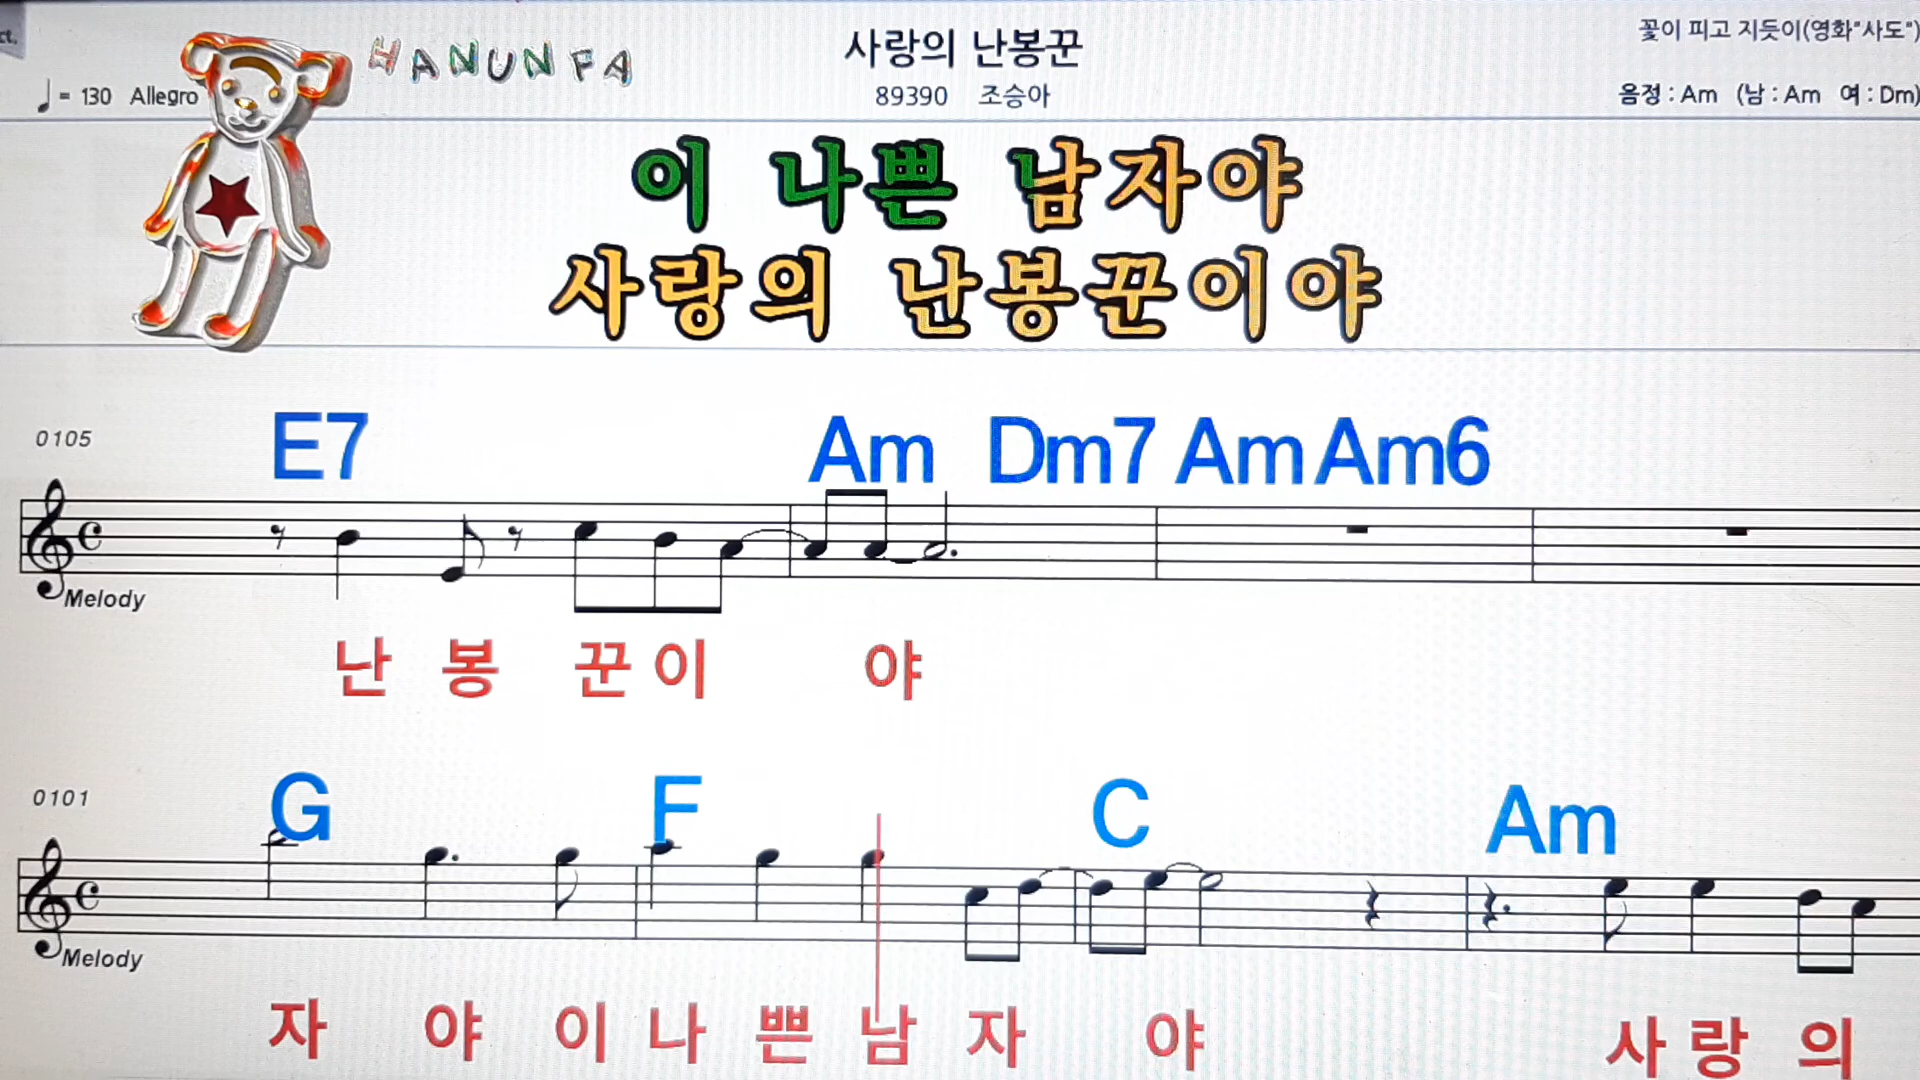 ct.
HANUNFA
사랑의 난봉꾼
꽃이 피고 지듯이(영화"사도")
♩= 130 Allegro
89390 조승아
음정 : Am (남 : Am 여 : Dm)
이 나쁜 남자야
사랑의 난봉꾼이야
0105
E7 Am Dm7 Am Am6
Melody
난 봉 꾼 이 야
0101
G F C Am
Melody
자 야 이 나 쁜 남 자 야 사 랑 의